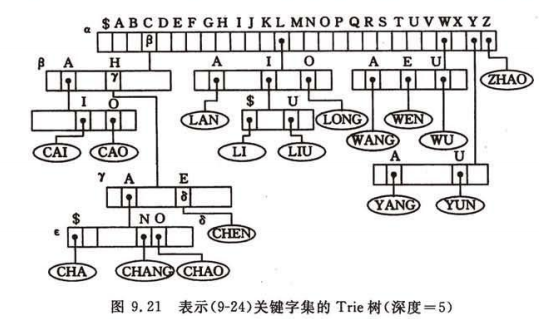 $ A B C D E F G H I J K L M N O P Q R S T U V W X Y Z
α β
β A H A I O A E U ZHAO
γ
I O LAN $ U LONG WANG WEN WU
CAI CAO LI LIU A U
γ A E YANG YUN
δ δ
ε $ N O CHEN
CHA CHANG CHAO
图 9.21 表示(9-24)关键字集的 Trie 树(深度=5)